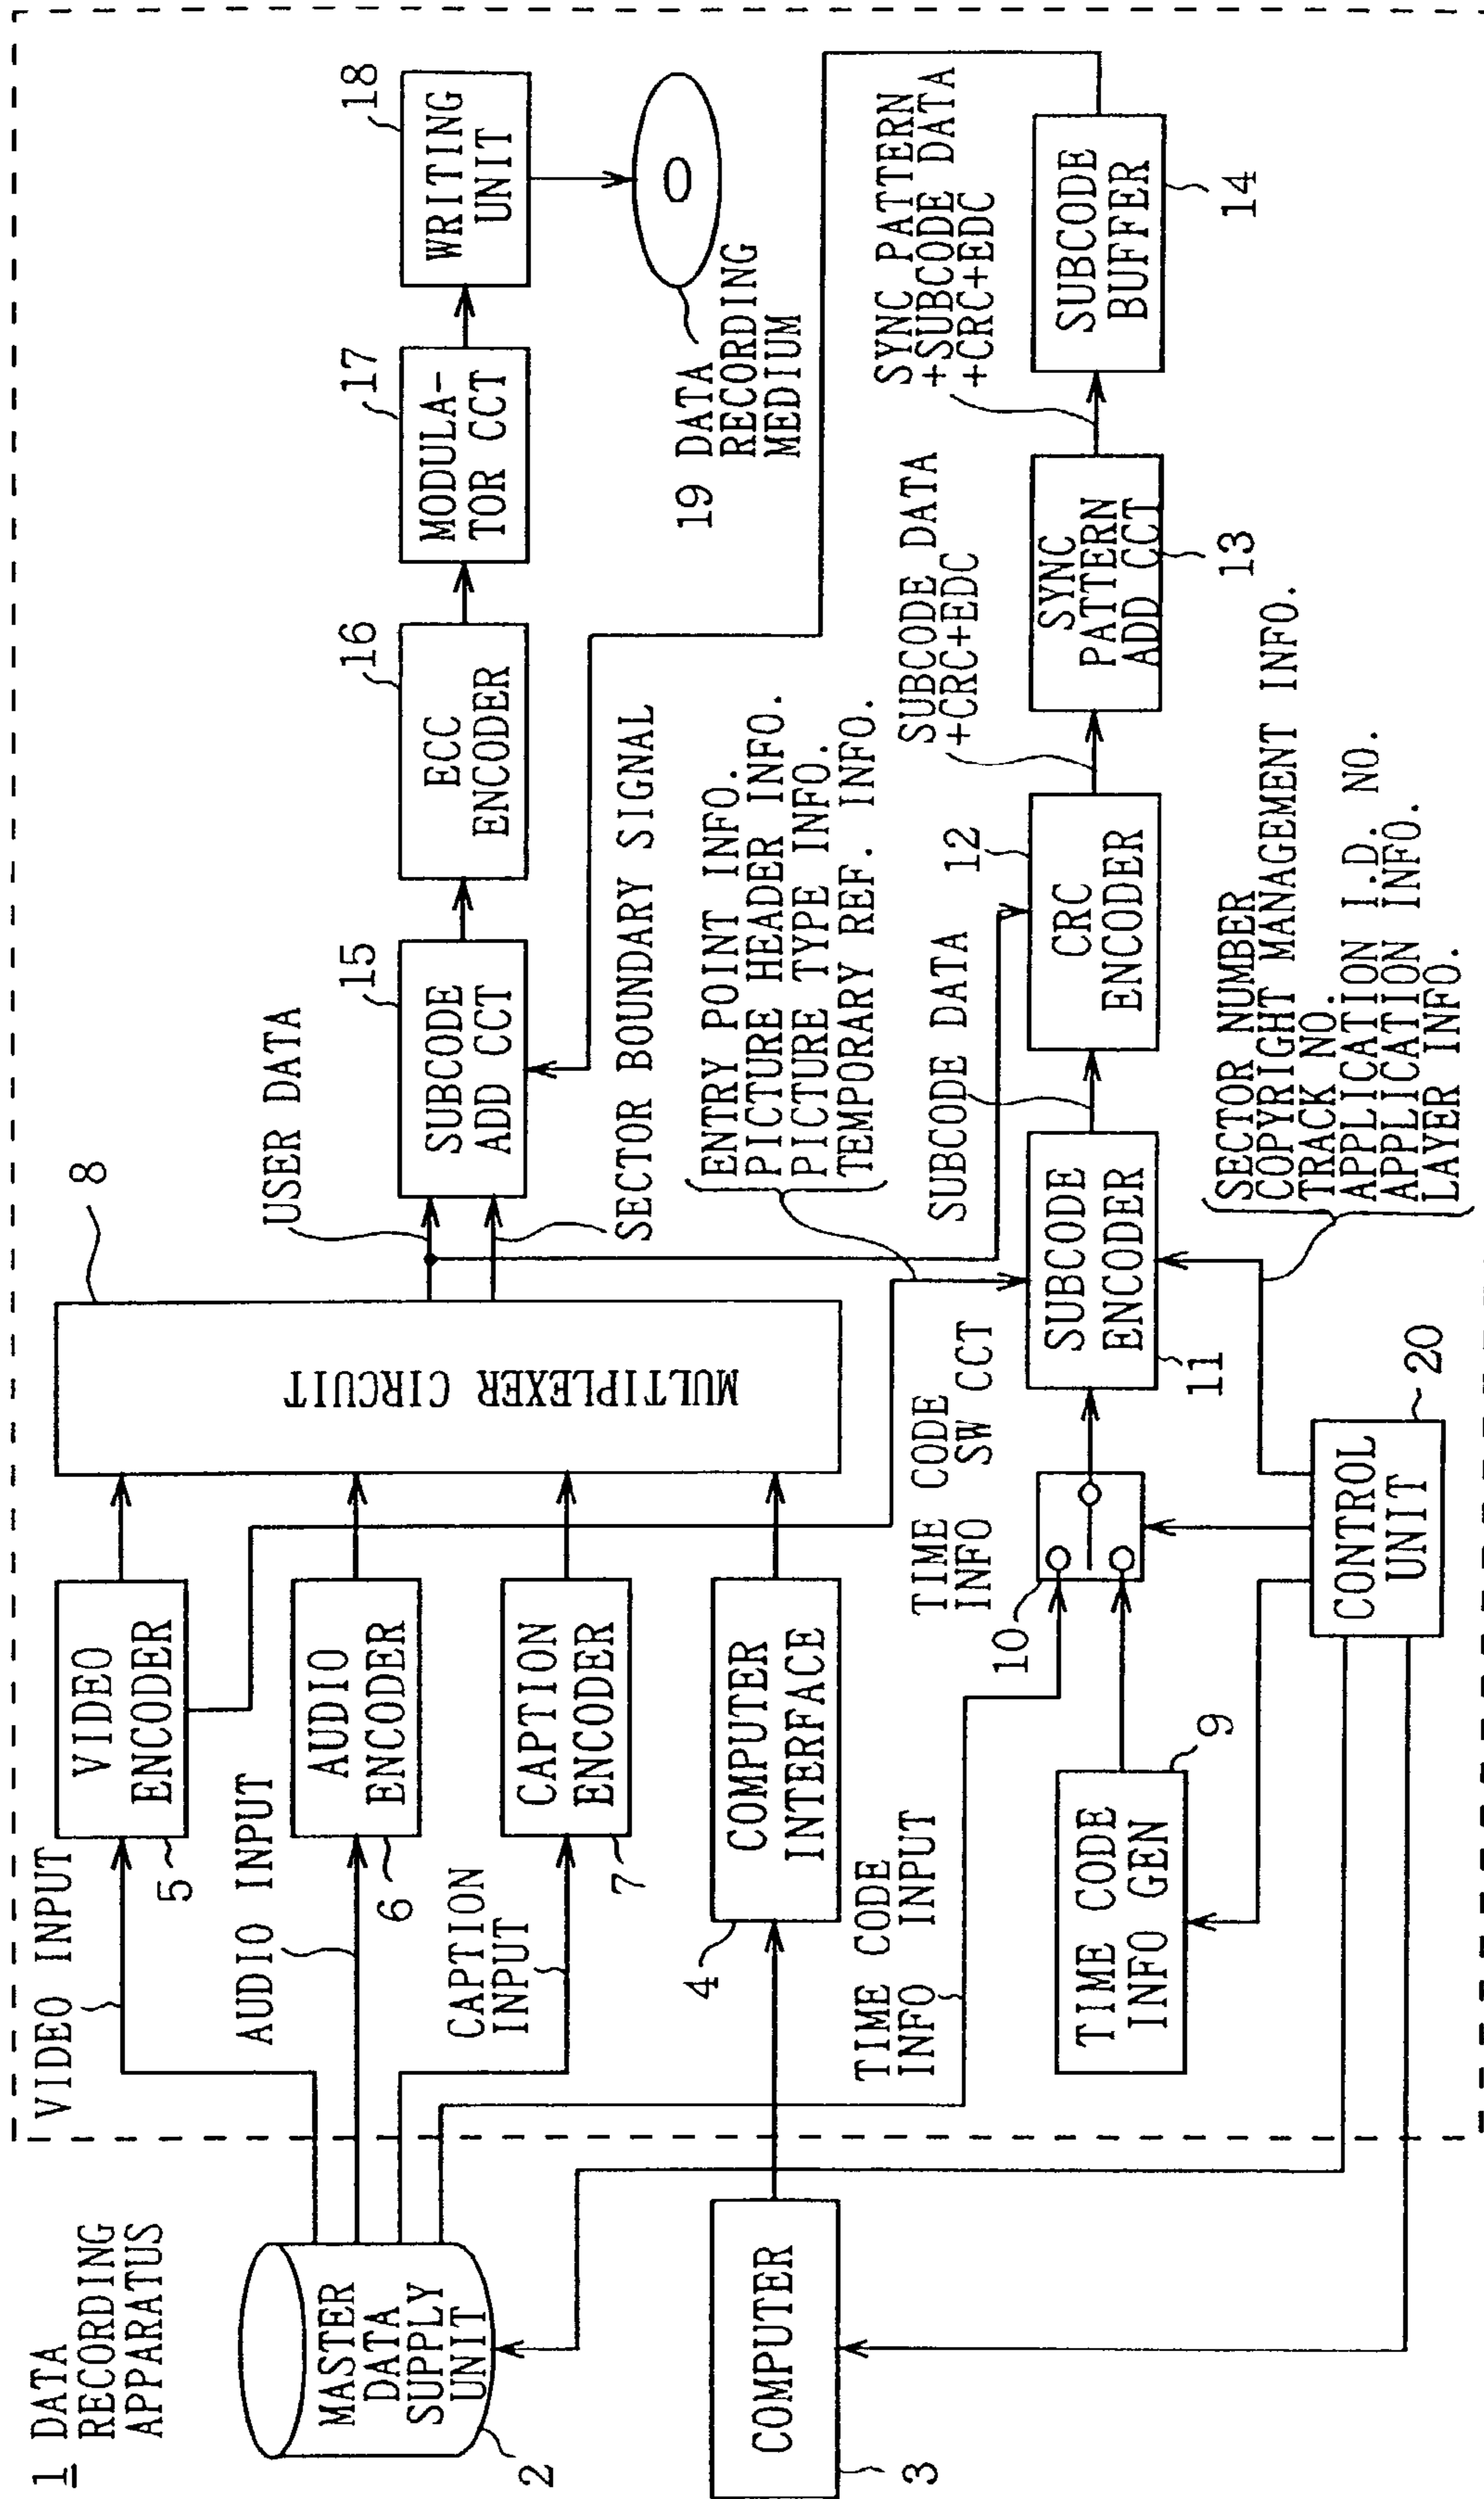 1 DATA
RECORDING
APPARATUS
MASTER
DATA
SUPPLY
UNIT
2
COMPUTER
3
VIDEO INPUT
VIDEO
ENCODER
5
AUDIO INPUT
AUDIO
ENCODER
6
CAPTION
INPUT
CAPTION
ENCODER
7
COMPUTER
INTERFACE
4
TIME CODE
INFO INPUT
TIME CODE
INFO GEN
9
TIME CODE
INFO SW CCT
10
CONTROL
UNIT
20
MULTIPLEXER CIRCUIT
8
USER DATA
SECTOR BOUNDARY SIGNAL
SUBCODE
ADD CCT
15
ECC
ENCODER
16
MODULA-
TOR CCT
17
WRITING
UNIT
18
19 DATA
RECORDING
MEDIUM
ENTRY POINT INFO.
PICTURE HEADER INFO.
PICTURE TYPE INFO.
TEMPORARY REF. INFO.
SUBCODE
ENCODER
11
SUBCODE DATA
CRC
ENCODER
12
SUBCODE DATA
+CRC+EDC
SYNC
PATTERN
ADD CCT
13
SYNC PATTERN
+SUBCODE DATA
+CRC+EDC
SUBCODE
BUFFER
14
SECTOR NUMBER
COPYRIGHT MANAGEMENT INFO.
TRACK NO.
APPLICATION I.D. NO.
APPLICATION INFO.
LAYER INFO.